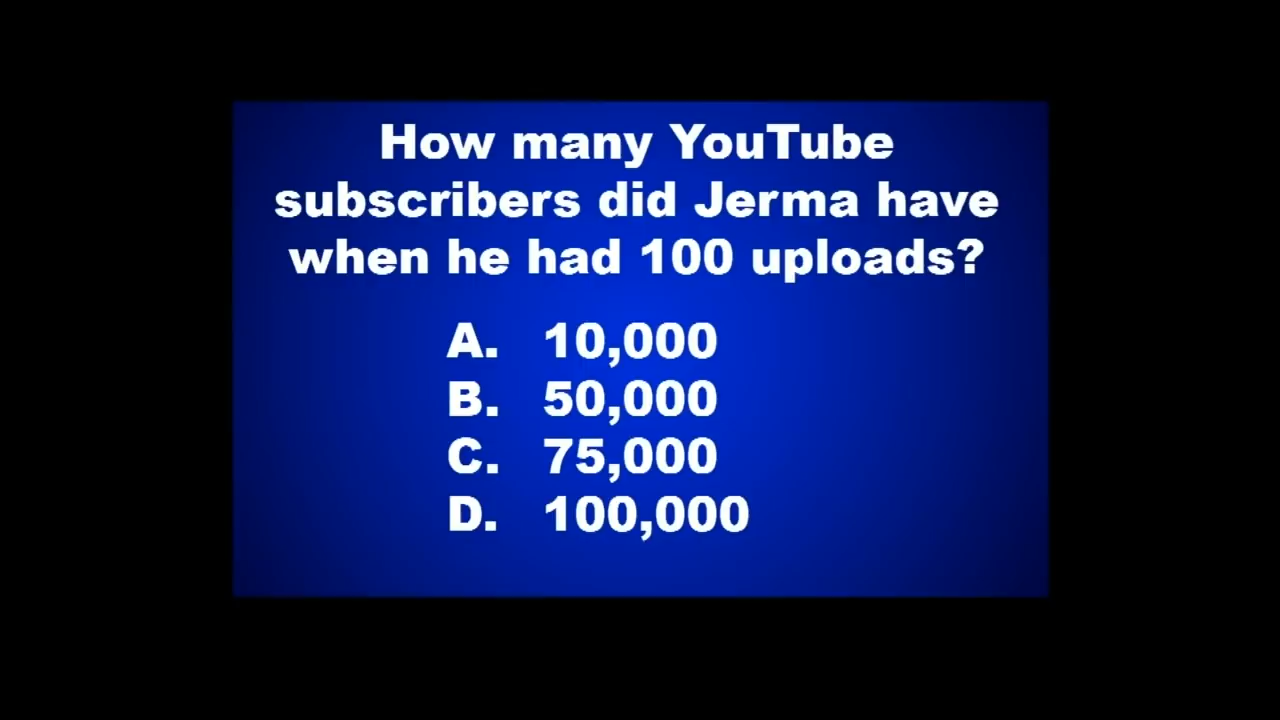 How many YouTube
subscribers did Jerma have
when he had 100 uploads?
A. 10,000
B. 50,000
C. 75,000
D. 100,000